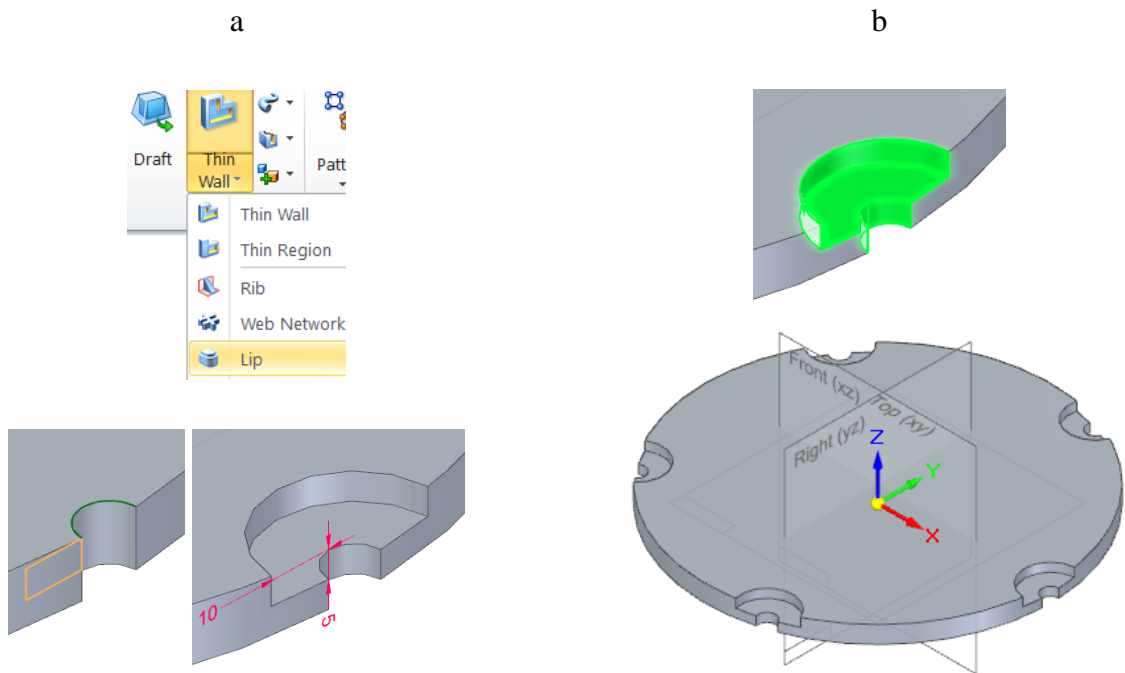 a
b
Draft
Thin
Wall
Patt
Thin Wall
Thin Region
Rib
Web Network
Lip
10
5
Front (xz)
Top (xy)
Right (yz)
Z
Y
X